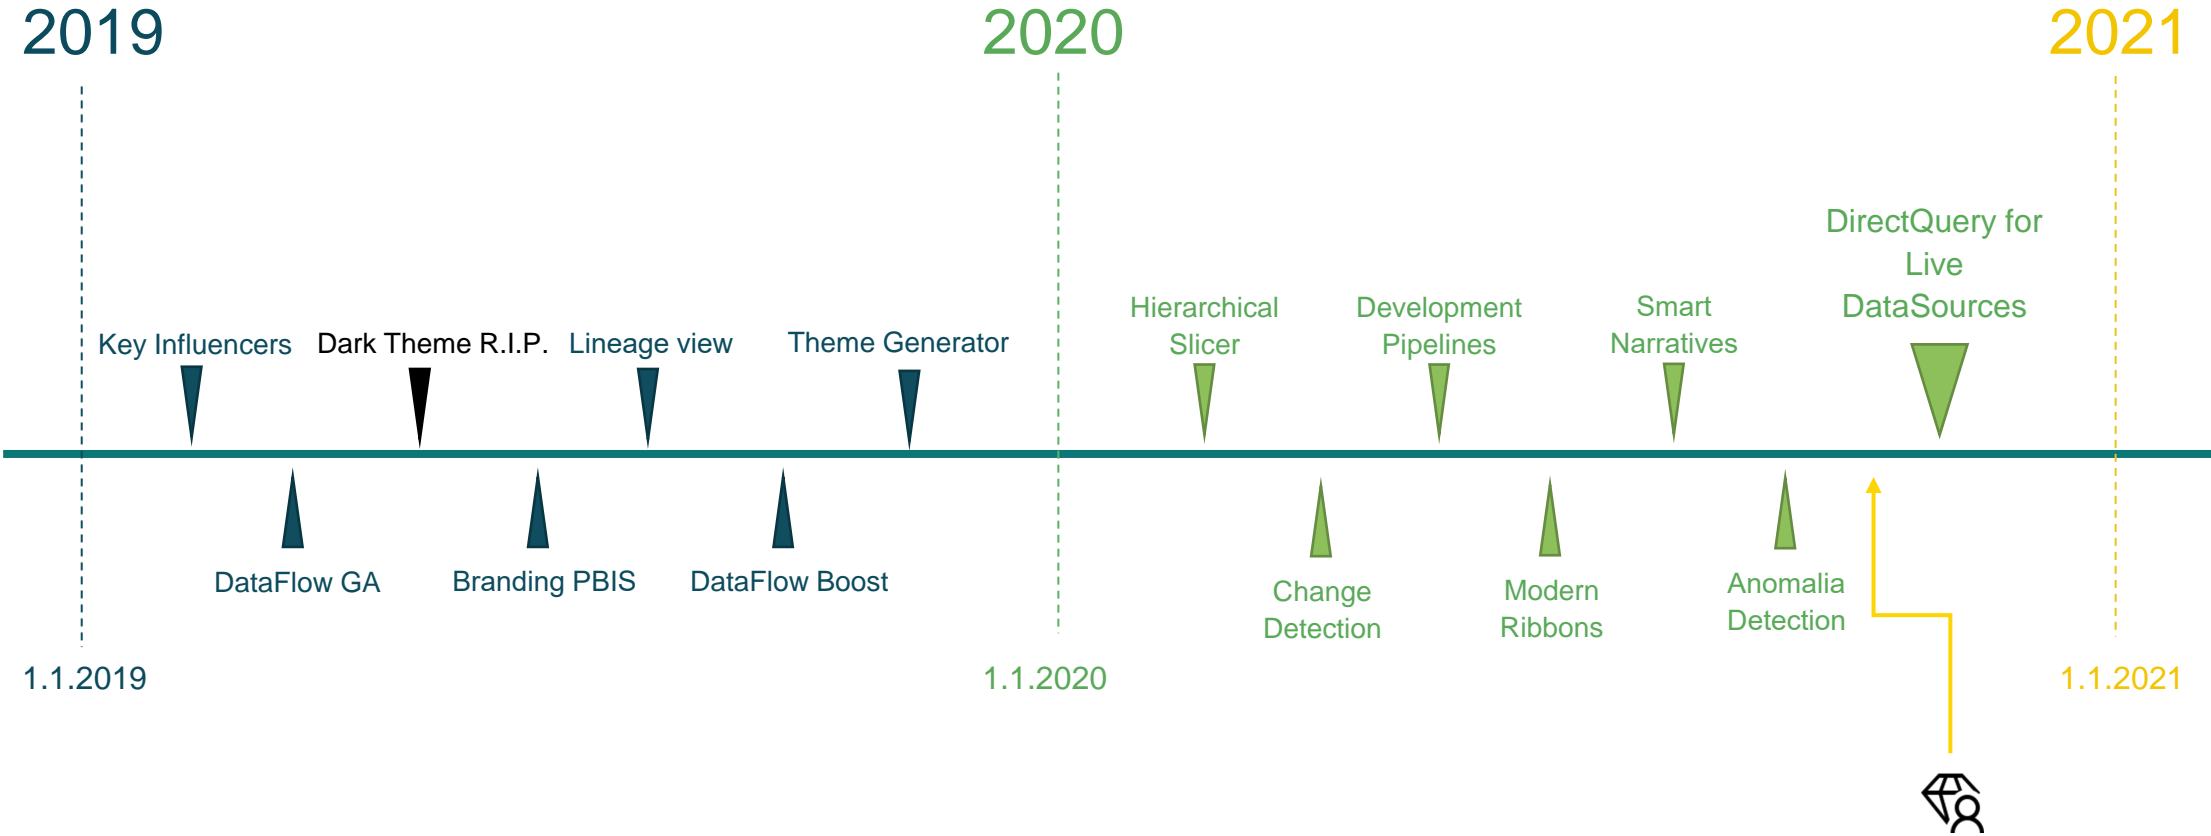 2019
2020
2021
DirectQuery for
Live
DataSources
Hierarchical
Slicer
Development
Pipelines
Smart
Narratives
Key Influencers
Dark Theme R.I.P.
Lineage view
Theme Generator
DataFlow GA
Branding PBIS
DataFlow Boost
Change
Detection
Modern
Ribbons
Anomalia
Detection
1.1.2019
1.1.2020
1.1.2021